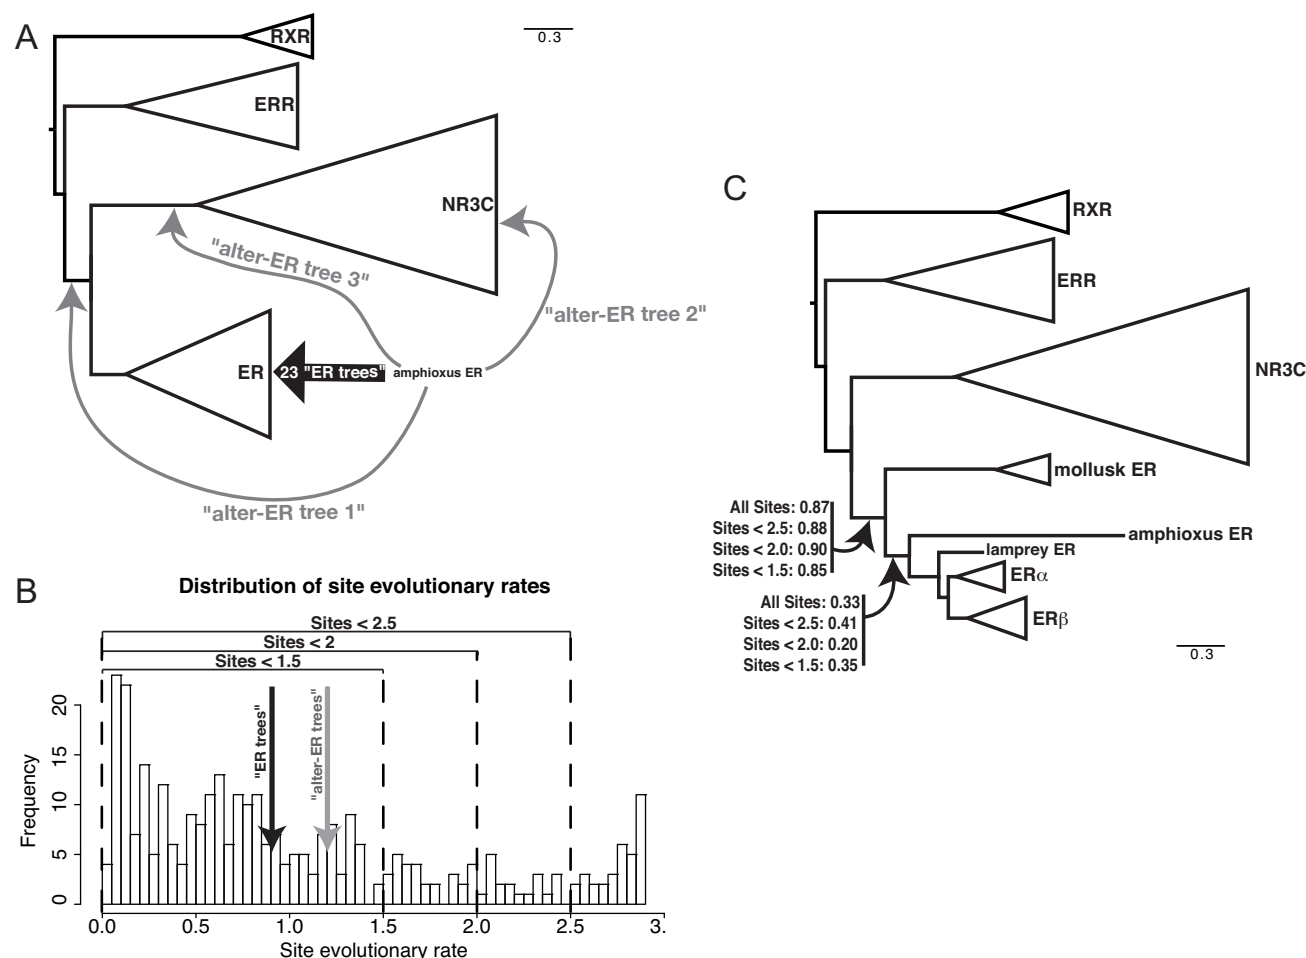 A
RXR
0.3
ERR
NR3C
"alter-ER tree 3"
"alter-ER tree 2"
ER
23 "ER trees"
amphioxus ER
"alter-ER tree 1"
B
Distribution of site evolutionary rates
Sites < 2.5
Sites < 2
Sites < 1.5
"ER trees"
"alter-ER trees"
Frequency
20
15
10
5
0
0.0 0.5 1.0 1.5 2.0 2.5 3.
Site evolutionary rate
C
RXR
ERR
NR3C
mollusk ER
All Sites: 0.87
Sites < 2.5: 0.88
Sites < 2.0: 0.90
Sites < 1.5: 0.85
amphioxus ER
lamprey ER
ERα
ERβ
All Sites: 0.33
Sites < 2.5: 0.41
Sites < 2.0: 0.20
Sites < 1.5: 0.35
0.3